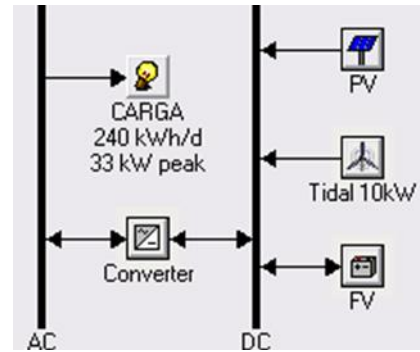 PV
CARGA
240 kWh/d
33 kW peak
Tidal 10kW
Converter
FV
AC
DC